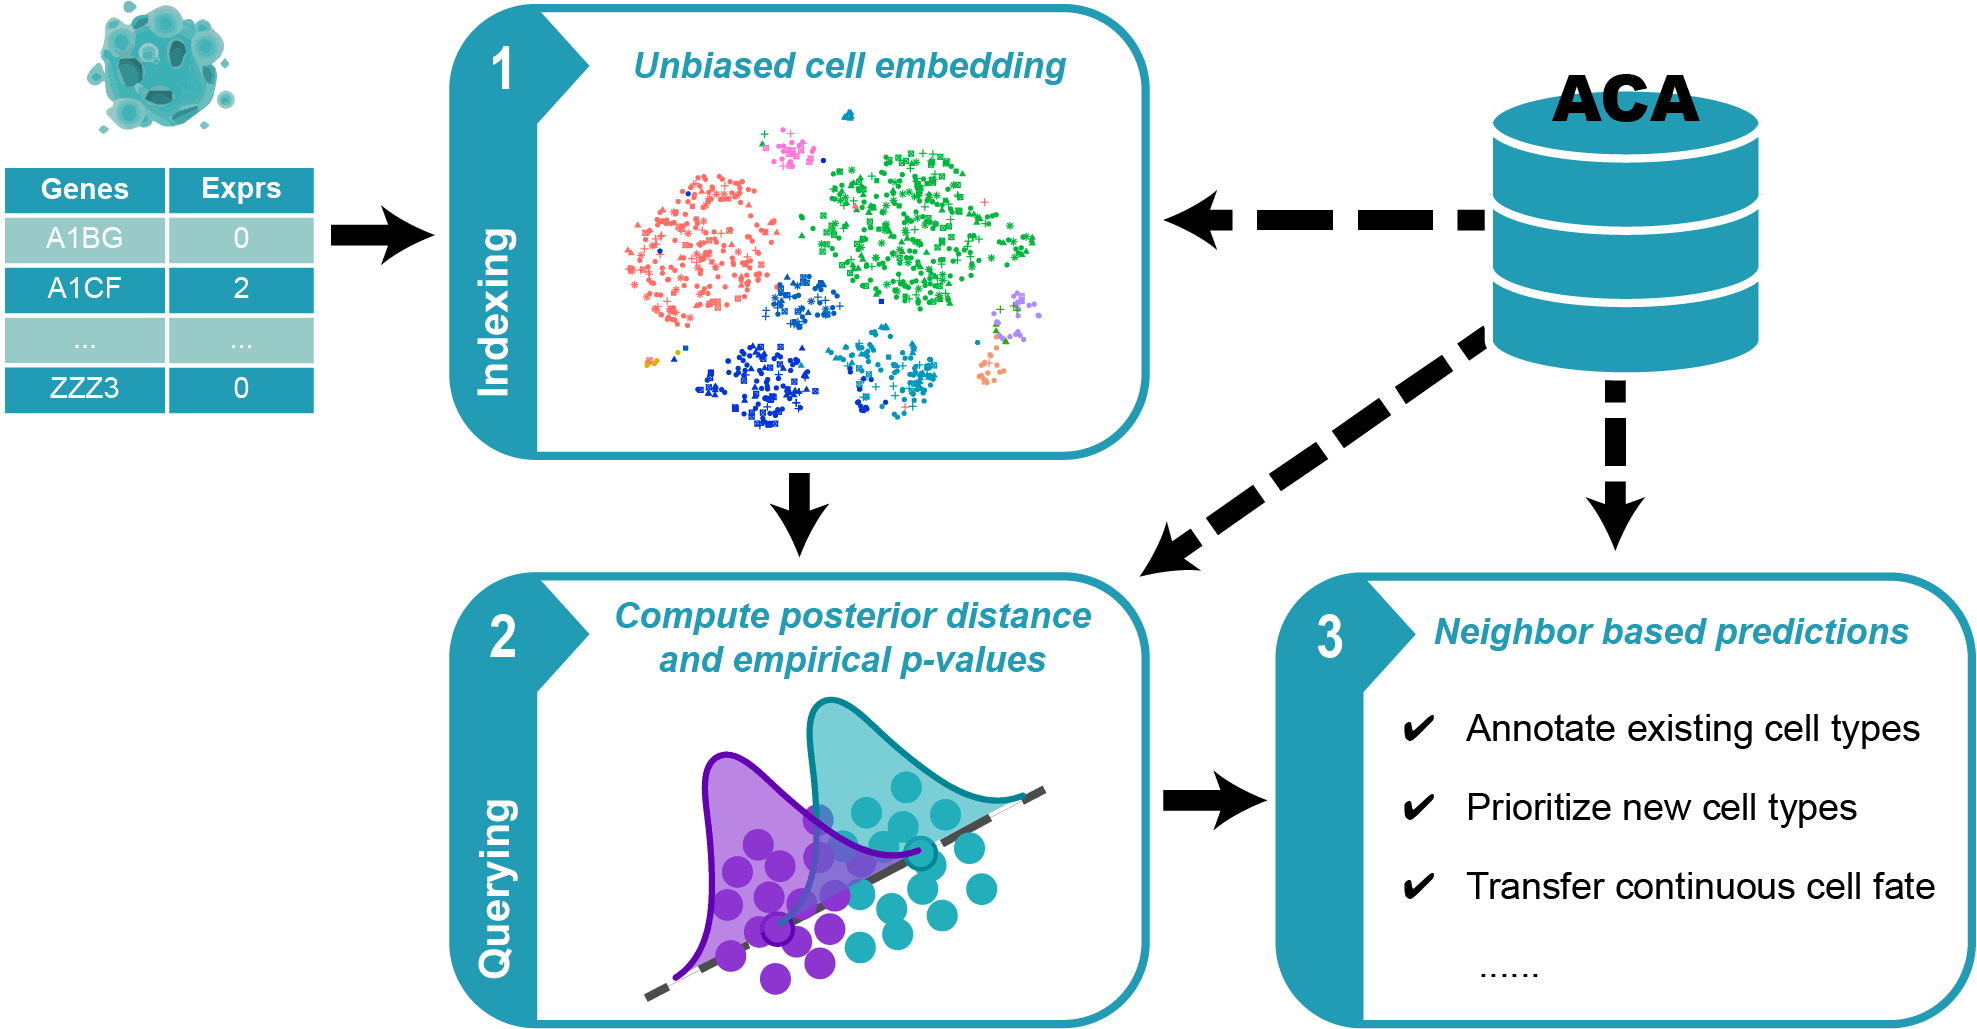 Genes Exprs
A1BG 0
A1CF 2
... ...
ZZZ3 0
1
Unbiased cell embedding
Indexing
ACA
2
Compute posterior distance
and empirical p-values
Querying
3
Neighbor based predictions
✔ Annotate existing cell types
✔ Prioritize new cell types
✔ Transfer continuous cell fate
......